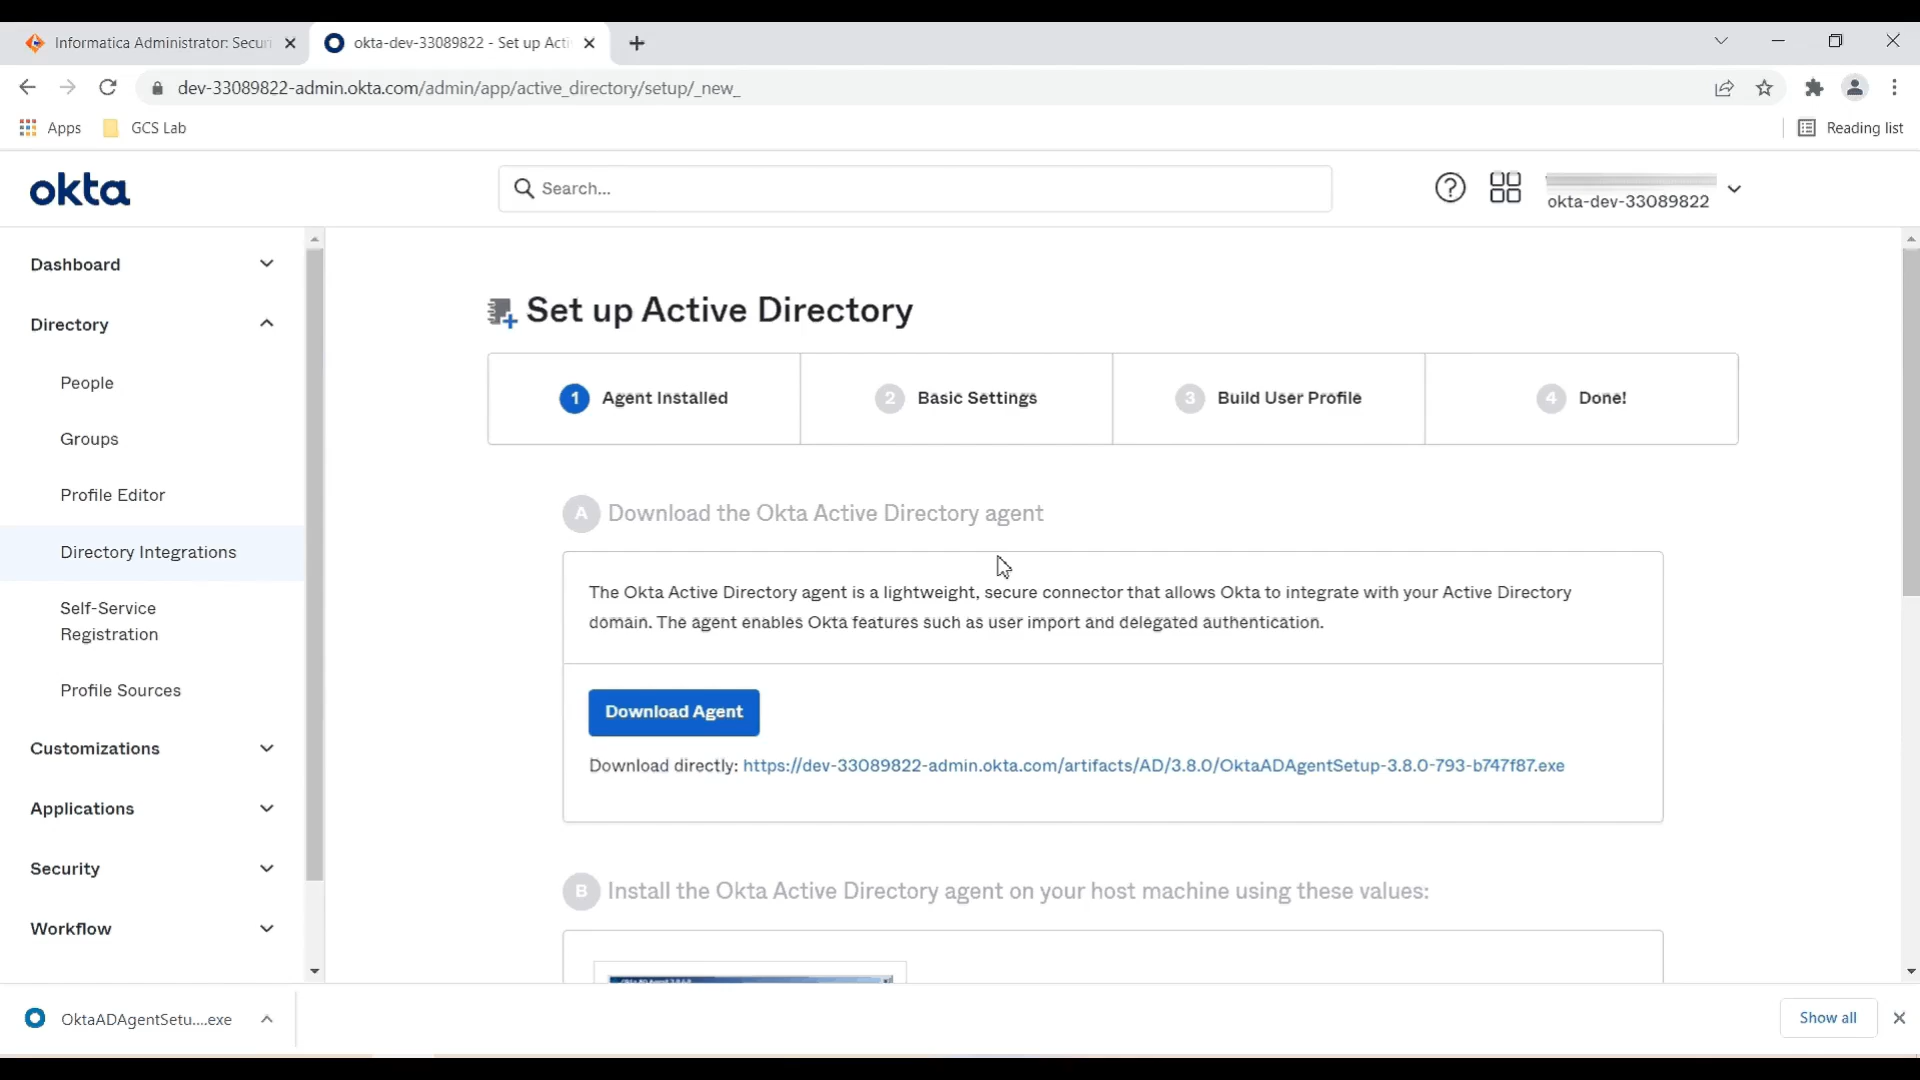 Informatica Administrator: Securi
okta-dev-33089822 - Set up Acti
dev-33089822-admin.okta.com/admin/app/active_directory/setup/_new_
Apps
GCS Lab
Reading list
okta
Search...
okta-dev-33089822
Dashboard
Directory
People
Groups
Profile Editor
Directory Integrations
Self-Service
Registration
Profile Sources
Customizations
Applications
Security
Workflow
Set up Active Directory
1 Agent Installed
2 Basic Settings
3 Build User Profile
4 Done!
A Download the Okta Active Directory agent
The Okta Active Directory agent is a lightweight, secure connector that allows Okta to integrate with your Active Directory
domain. The agent enables Okta features such as user import and delegated authentication.
Download Agent
Download directly: https://dev-33089822-admin.okta.com/artifacts/AD/3.8.0/OktaADAgentSetup-3.8.0-793-b747f87.exe
B Install the Okta Active Directory agent on your host machine using these values:
OktaADAgentSetu....exe
Show all